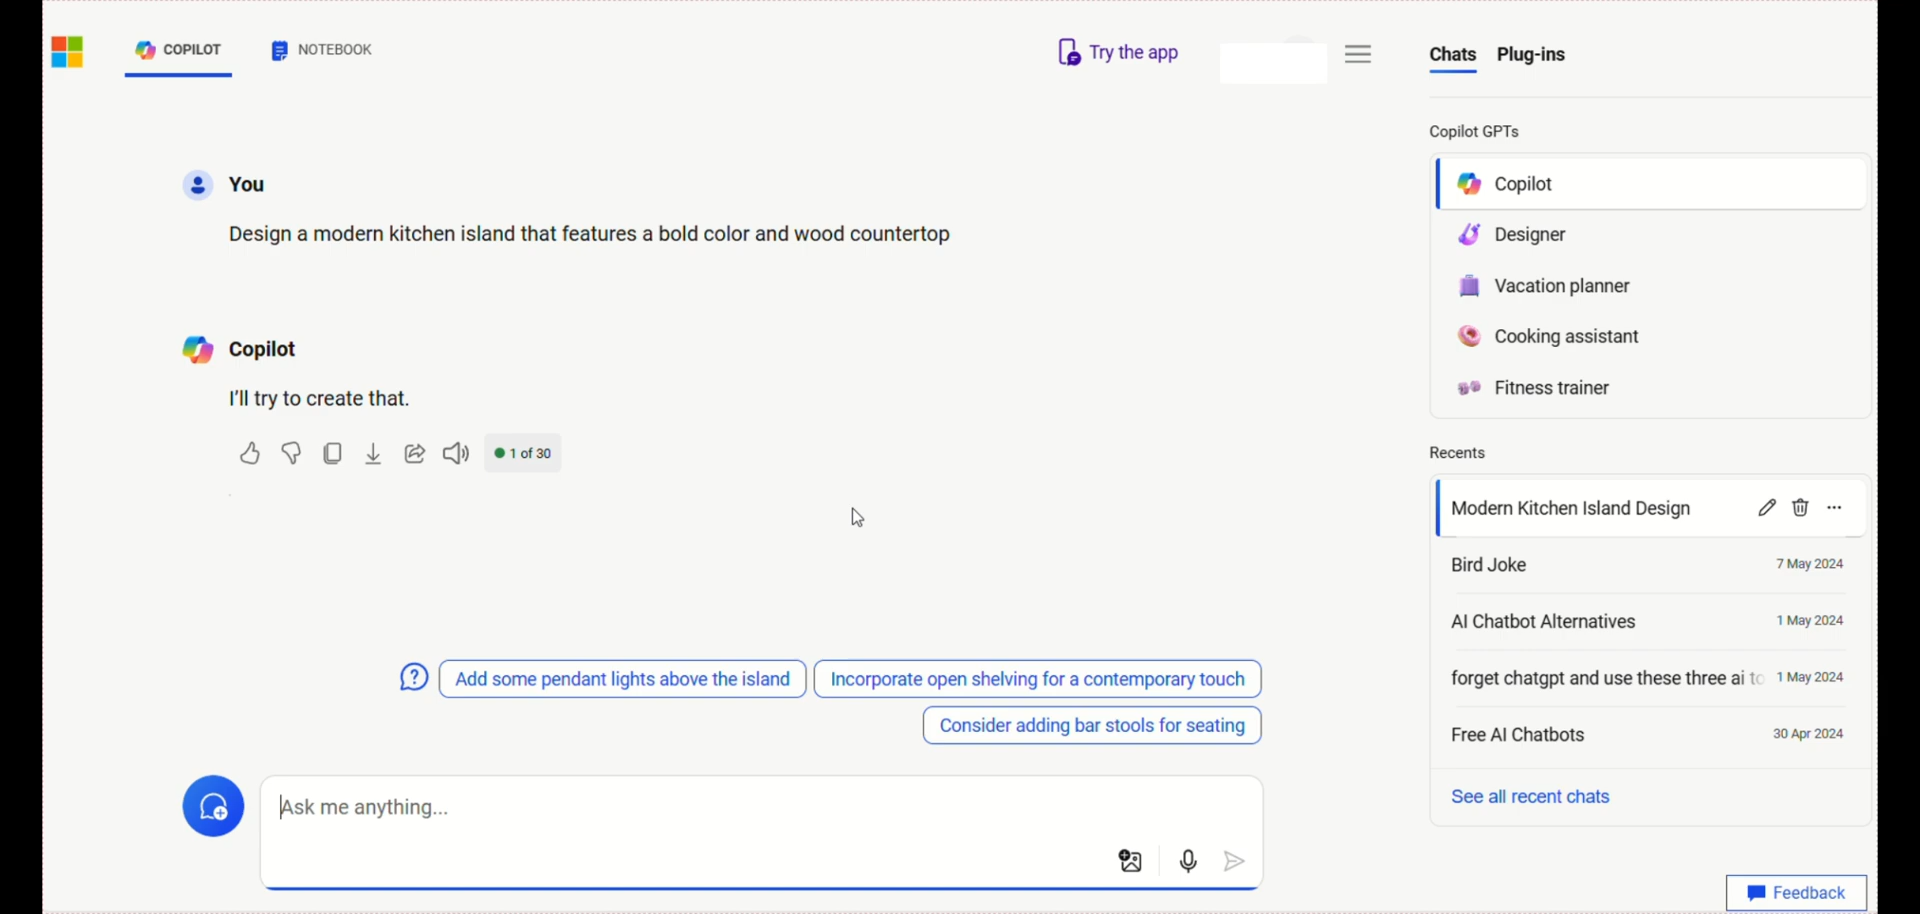 COPILOT
NOTEBOOK
Try the app
Chats Plug-ins
You
Design a modern kitchen island that features a bold color and wood countertop
Copilot
I'll try to create that.
1 of 30
Add some pendant lights above the island
Incorporate open shelving for a contemporary touch
Consider adding bar stools for seating
Ask me anything...
Copilot GPTs
Copilot
Designer
Vacation planner
Cooking assistant
Fitness trainer
Recents
Modern Kitchen Island Design
Bird Joke 7 May 2024
AI Chatbot Alternatives 1 May 2024
forget chatgpt and use these three ai to 1 May 2024
Free AI Chatbots 30 Apr 2024
See all recent chats
Feedback